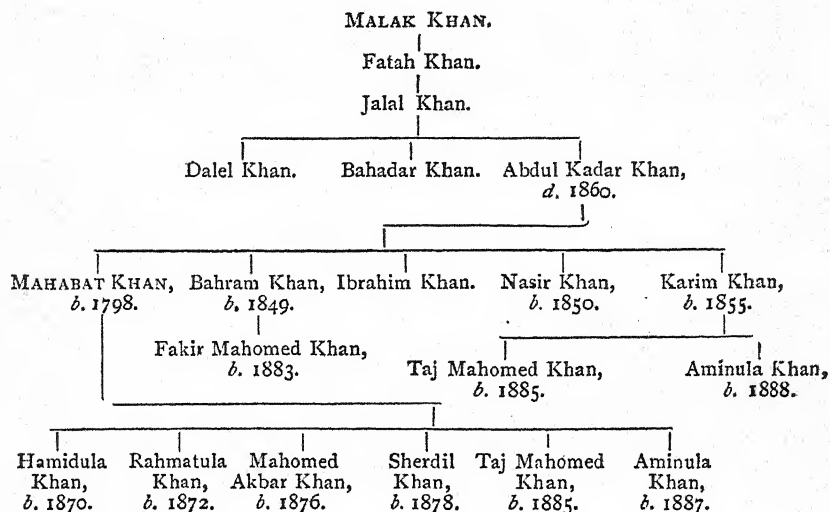 MALAK KHAN.
Fatah Khan.
Jalal Khan.
Dalel Khan. Bahadar Khan. Abdul Kadar Khan,
d. 1860.
MAHABAT KHAN, Bahram Khan, Ibrahim Khan. Nasir Khan, Karim Khan,
b. 1798. b. 1849. b. 1850. b. 1855.
Fakir Mahomed Khan,
b. 1883.
Taj Mahomed Khan, Aminula Khan,
b. 1885. b. 1888.
Hamidula Rahmatula Mahomed Sherdil Taj Mahomed Aminula
Khan, Khan, Akbar Khan, Khan, Khan, Khan,
b. 1870. b. 1872. b. 1876. b. 1878. b. 1885. b. 1887.